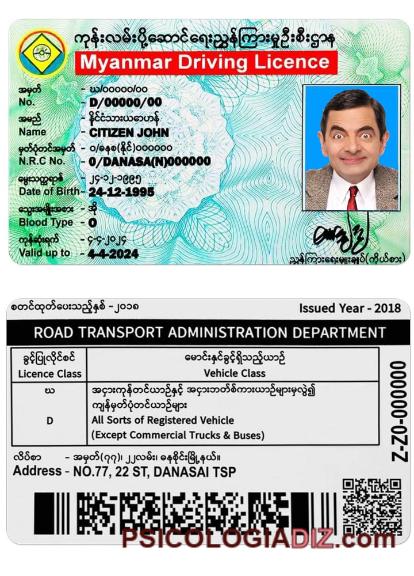 ကုန်းလမ်းပို့ဆောင်ရေးညွှန်ကြားမှုဦးစီးဌာန
Myanmar Driving Licence
အမှတ် - ဃ/၀၀၀၀၀/၀၀
No. D/00000/00
အမည် - နိုင်ငံသားယဟန်
Name CITIZEN JOHN
မှတ်ပုံတင်အမှတ် - ၀/ဓနစ(နိုင်)၀၀၀၀၀၀
N.R.C No. - 0/DANASA(N)000000
မွေးသက္ကရာဇ် - ၂၄-၁၂-၁၉၉၅
Date of Birth - 24-12-1995
သွေးအမျိုးအစား - အို
Blood Type - O
ကုန်ဆုံးရက် - ၄-၄-၂၀၂၄
Valid up to - 4-4-2024
ညွှန်ကြားရေးမှူးချုပ်(ကိုယ်စား)
စတင်ထုတ်ပေးသည့်နှစ် -၂၀၁၈
Issued Year - 2018
ROAD TRANSPORT ADMINISTRATION DEPARTMENT
ခွင့်ပြုလိုင်စင် မောင်းနှင်ခွင့်ရှိသည့်ယာဉ်
Licence Class Vehicle Class
ဃ အငှားကုန်တင်ယာဉ်နှင့် အငှားဘတ်စ်ကားယာဉ်များမှလွဲ၍
ကျန်မှတ်ပုံတင်ယာဉ်များ
D All Sorts of Registered Vehicle
(Except Commercial Trucks & Buses)
Z-Z0-000000
လိပ်စာ - အမှတ်(၇၇)၊ ၂၂လမ်း၊ ဓနစိုင်းမြို့နယ်။
Address - NO.77, 22 ST, DANASAI TSP
PSICOLOGIADIZ.com